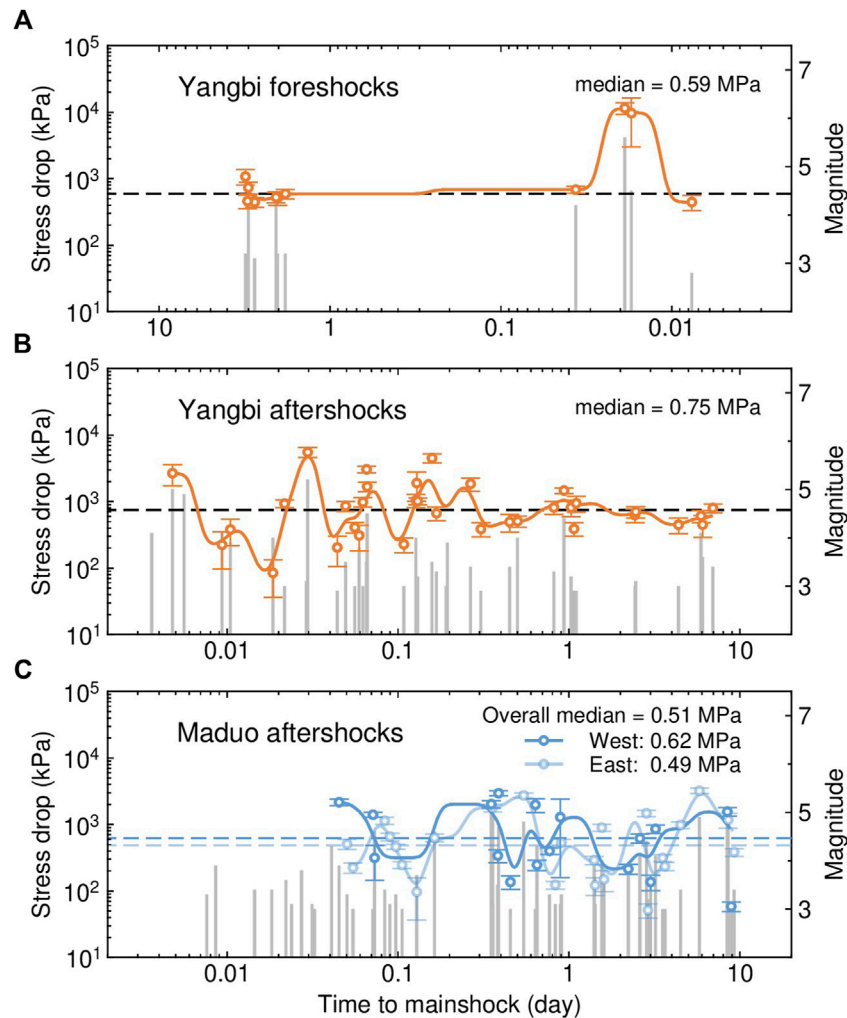 A
10⁵
10⁴
10³
10²
10¹
Stress drop (kPa)
Yangbi foreshocks
median = 0.59 MPa
7
5
3
Magnitude
10
1
0.1
0.01
B
10⁵
10⁴
10³
10²
10¹
Stress drop (kPa)
Yangbi aftershocks
median = 0.75 MPa
7
5
3
Magnitude
0.01
0.1
1
10
C
10⁵
10⁴
10³
10²
10¹
Stress drop (kPa)
Maduo aftershocks
Overall median = 0.51 MPa
West: 0.62 MPa
East: 0.49 MPa
7
5
3
Magnitude
0.01
0.1
1
10
Time to mainshock (day)